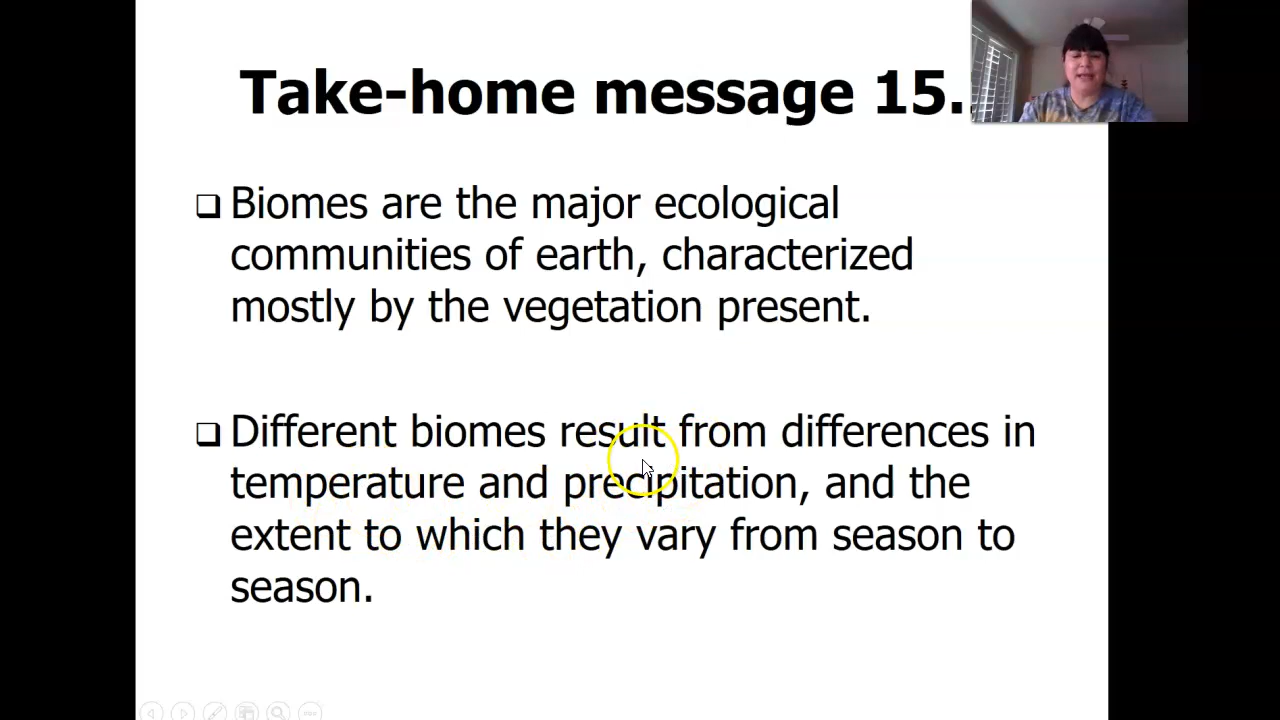 Take-home message 15.
Biomes are the major ecological
communities of earth, characterized
mostly by the vegetation present.
Different biomes result from differences in
temperature and precipitation, and the
extent to which they vary from season to
season.